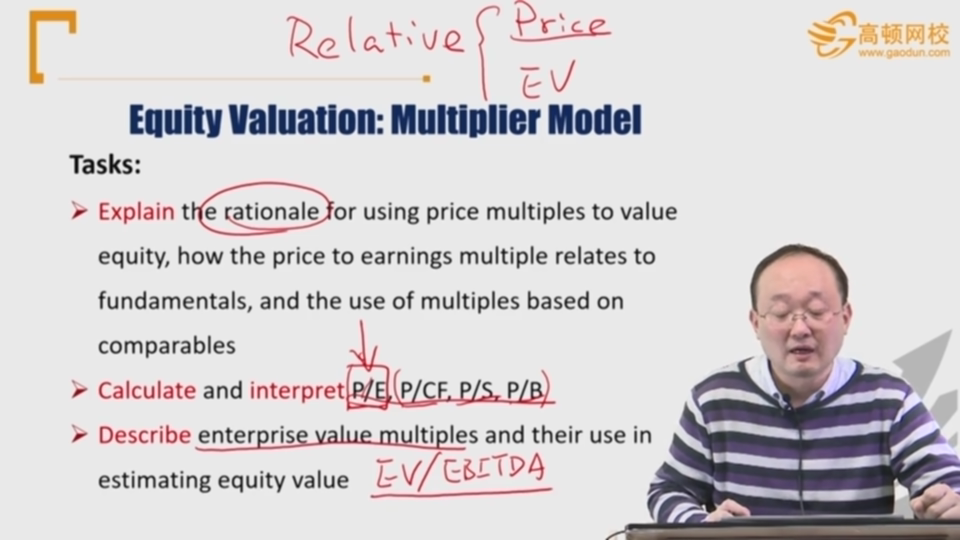 Relative { Price
EV
高顿网校
www.gaodun.com
Equity Valuation: Multiplier Model
Tasks:
Explain the rationale for using price multiples to value
equity, how the price to earnings multiple relates to
fundamentals, and the use of multiples based on
comparables
Calculate and interpret P/E, (P/CF, P/S, P/B)
Describe enterprise value multiples and their use in
estimating equity value EV/EBITDA